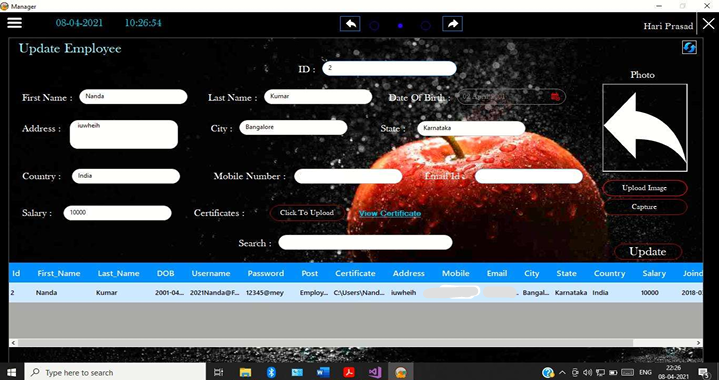 Manager
08-04-2021 10:26:54
Hari Prasad
Update Employee
ID : 2
Photo
First Name : Nanda Last Name : Kumar Date Of Birth :
Address : iuwheih City : Bangalore State : Karnataka
Country : India Mobile Number : Email Id :
Upload Image
Salary : 10000 Certificates : Click To Upload View Certificate
Capture
Search :
Update
Id First_Name Last_Name DOB Username Password Post Certificate Address Mobile Email City State Country Salary Joind
2 Nanda Kumar 2001-04... 2021Nanda@F... 12345@mey Employ... C:\Users\Nand... iuwheih Bangal... Karnataka India 10000 2018-0
Type here to search
ENG
22:26
08-04-2021